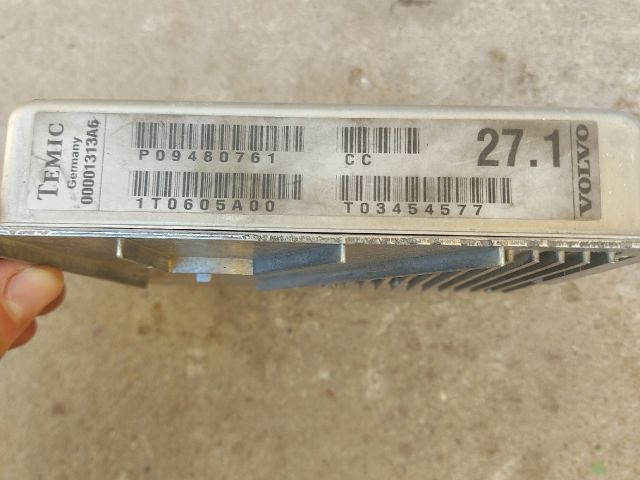 TEMIC
Germany
00001313A6
P09480761
CC
27.1
1T0605A00
T03454577
VOLVO